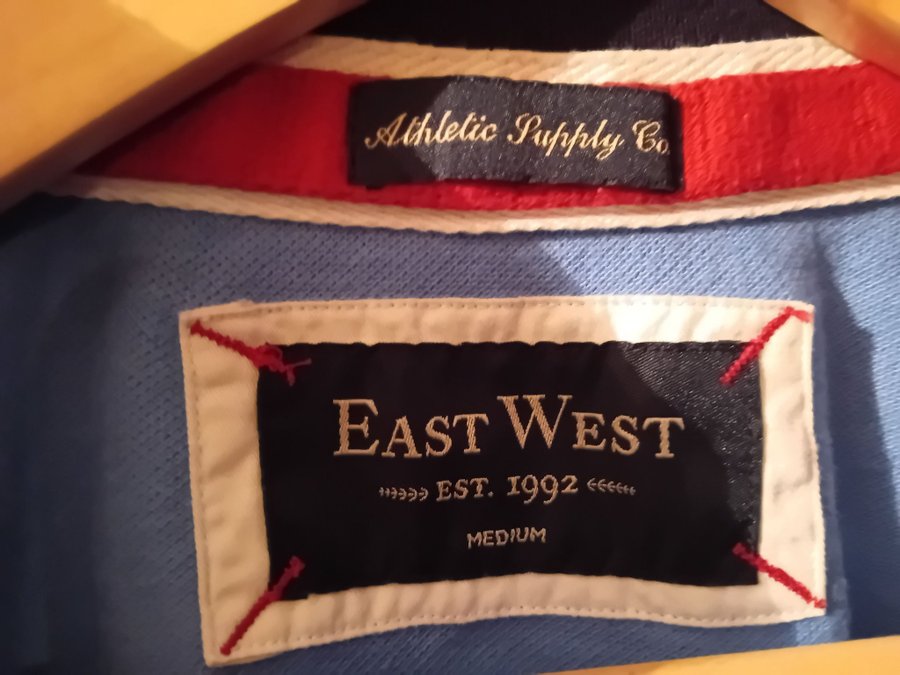 Athletic Supply Co.
EAST WEST
EST. 1992
MEDIUM